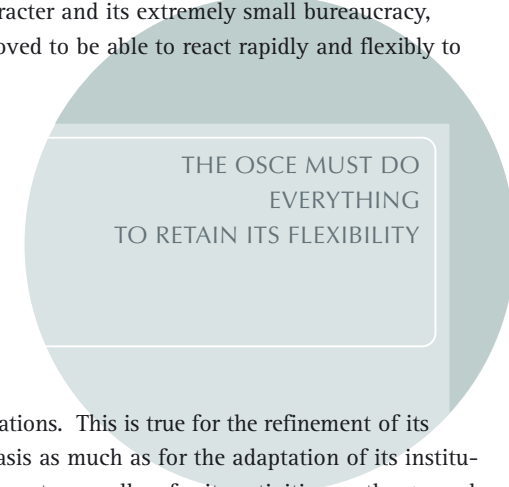 racter and its extremely small bureaucracy,
oved to be able to react rapidly and flexibly to
THE OSCE MUST DO
EVERYTHING
TO RETAIN ITS FLEXIBILITY
ations. This is true for the refinement of its
asis as much as for the adaptation of its institu-